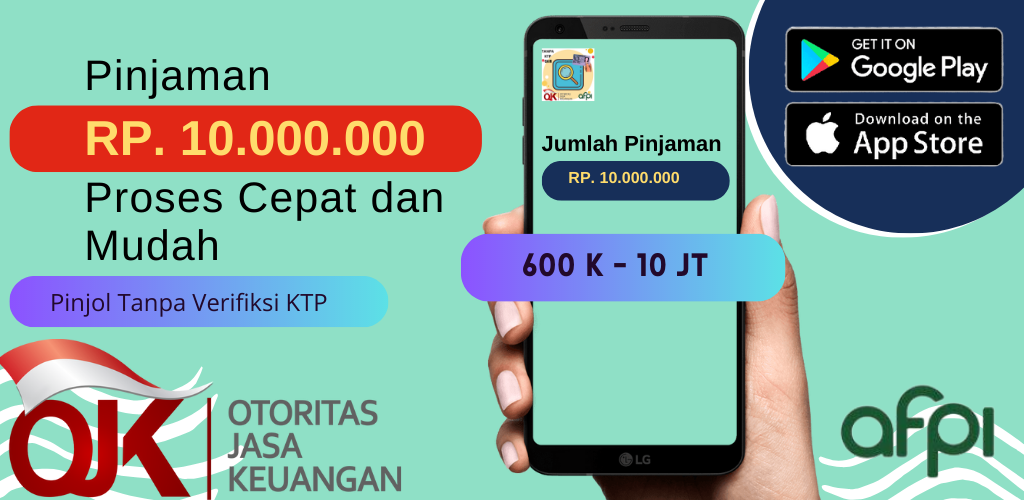 Pinjaman
RP. 10.000.000
Proses Cepat dan
Mudah
Pinjol Tanpa Verifiksi KTP
OJK
OTORITAS
JASA
KEUANGAN
OJK
afpi
Jumlah Pinjaman
RP. 10.000.000
600 K - 10 JT
LG
GET IT ON
Google Play
Download on the
App Store
afpi